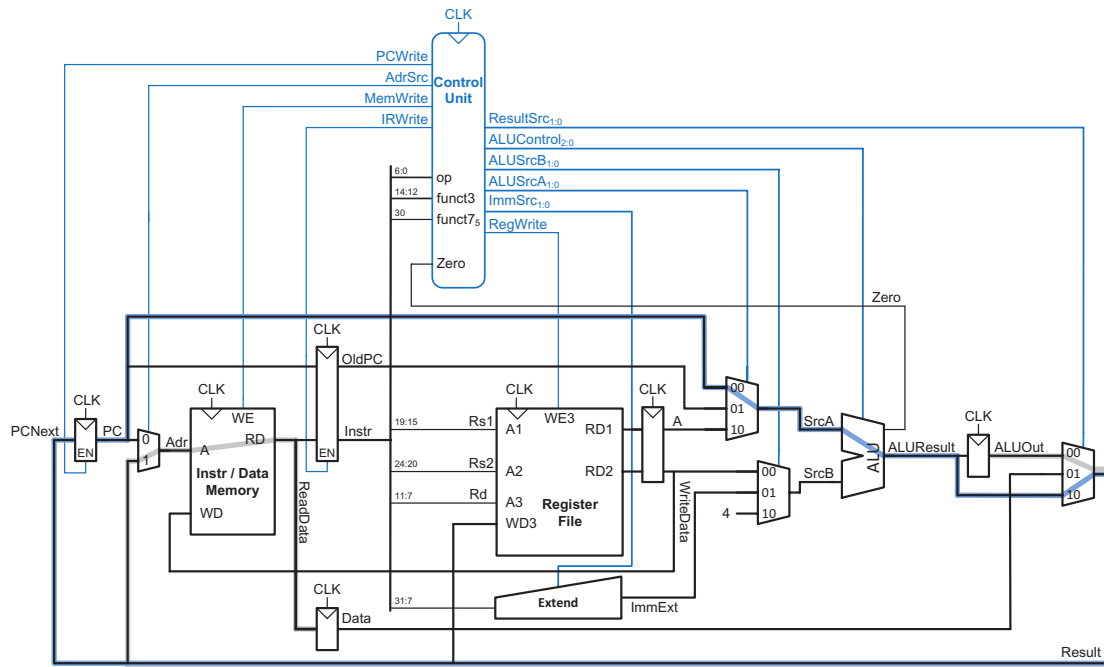 CLK
PCWrite
AdrSrc
MemWrite
IRWrite
Control
Unit
ResultSrc1:0
ALUControl2:0
ALUSrcB1:0
ALUSrcA1:0
ImmSrc1:0
RegWrite
6:0
op
14:12
funct3
30
funct75
Zero
Zero
CLK
OldPC
CLK
PCNext
PC
EN
0
1
Adr
CLK
WE
A
RD
Instr / Data
Memory
WD
ReadData
EN
Instr
19:15
Rs1
24:20
Rs2
11:7
Rd
CLK
WE3
A1
RD1
A2
RD2
A3
WD3
Register
File
CLK
A
WriteData
00
01
10
SrcA
00
01
4
10
SrcB
ALU
ALUResult
CLK
ALUOut
00
01
10
31:7
Extend
ImmExt
CLK
Data
Result